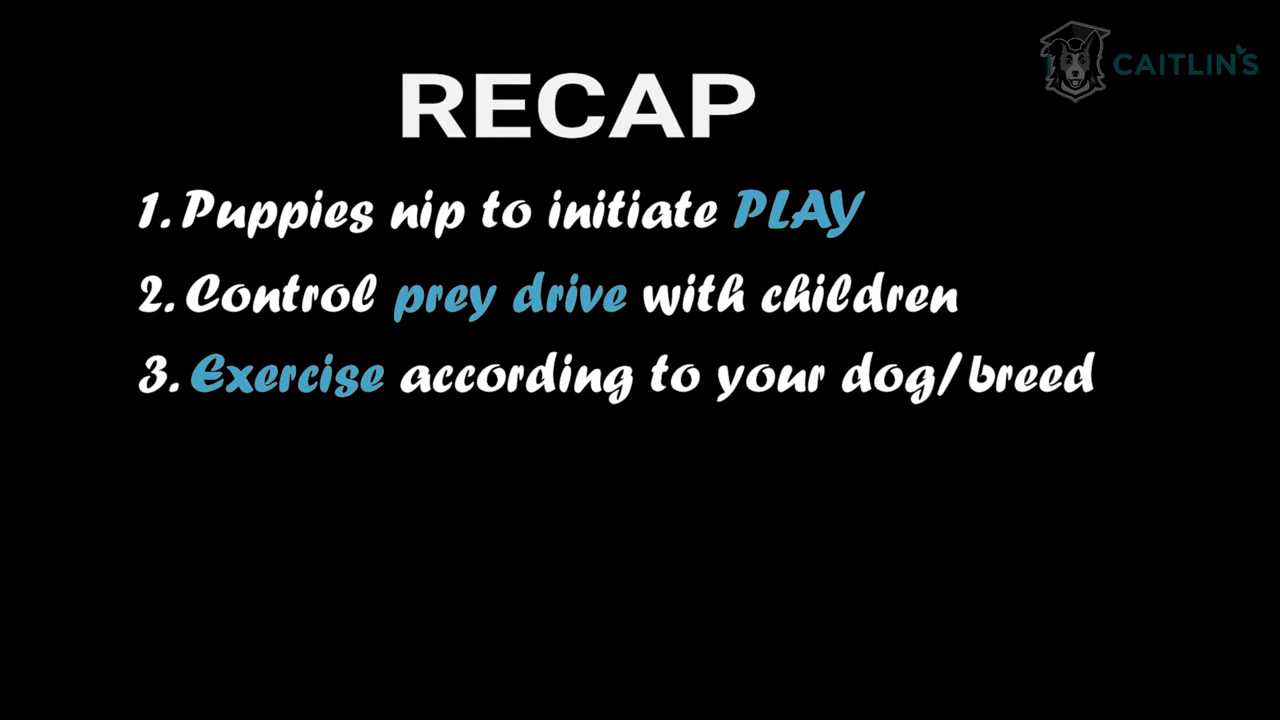 CAITLIN'S
RECAP
1. Puppies nip to initiate PLAY
2. Control prey drive with children
3. Exercise according to your dog/breed